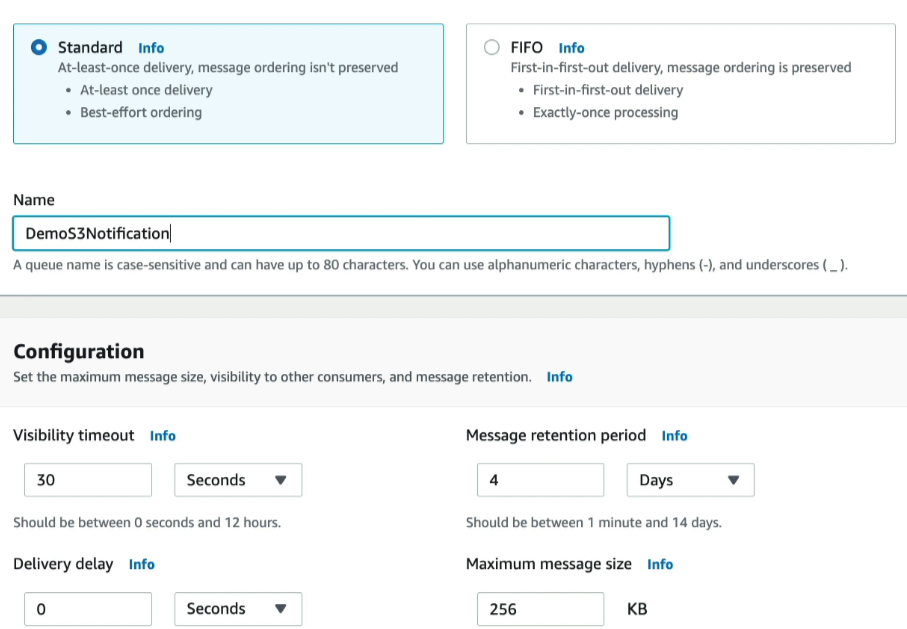 Standard Info
At-least-once delivery, message ordering isn't preserved
• At-least once delivery
• Best-effort ordering
FIFO Info
First-in-first-out delivery, message ordering is preserved
• First-in-first-out delivery
• Exactly-once processing
Name
DemoS3Notification
A queue name is case-sensitive and can have up to 80 characters. You can use alphanumeric characters, hyphens (-), and underscores ( _ ).
Configuration
Set the maximum message size, visibility to other consumers, and message retention. Info
Visibility timeout Info
30 Seconds
Should be between 0 seconds and 12 hours.
Message retention period Info
4 Days
Should be between 1 minute and 14 days.
Delivery delay Info
0 Seconds
Maximum message size Info
256 KB